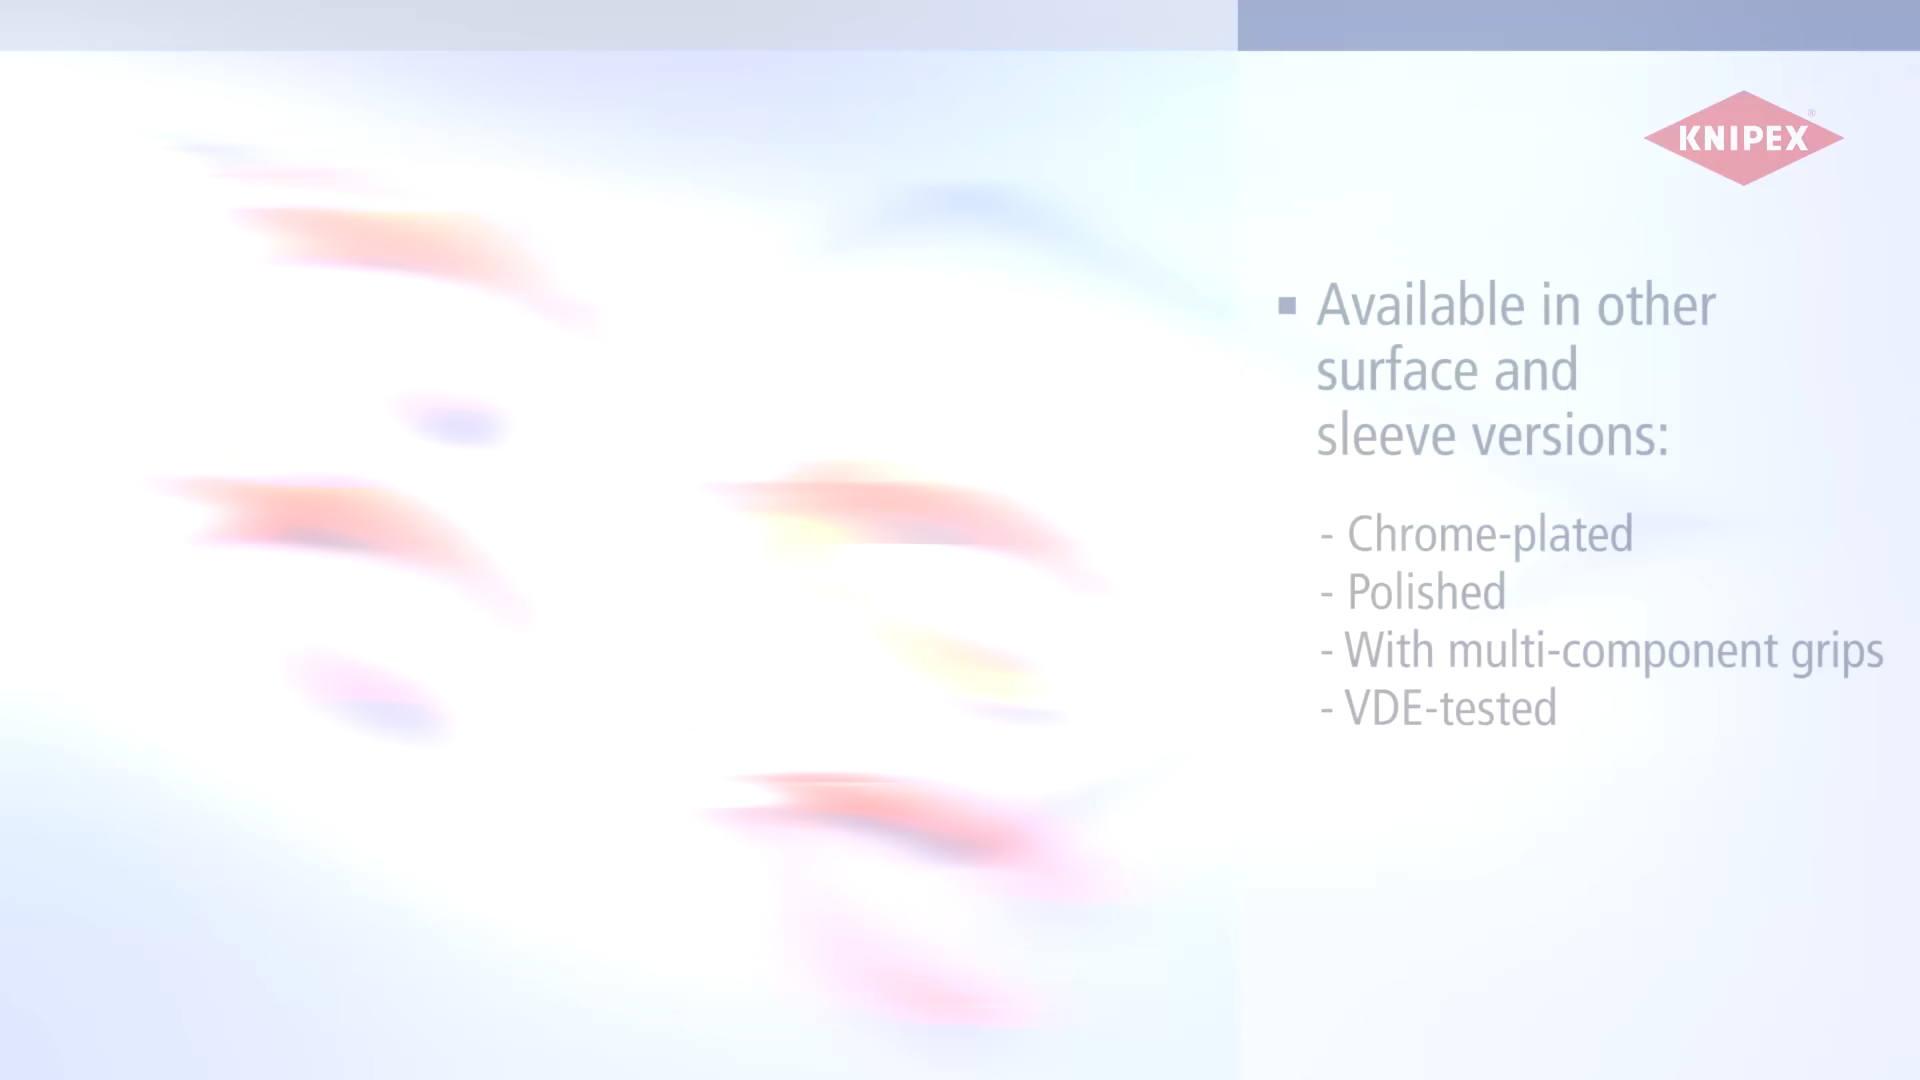 KNIPEX®
▪ Available in other
surface and
sleeve versions:
- Chrome-plated
- Polished
- With multi-component grips
- VDE-tested